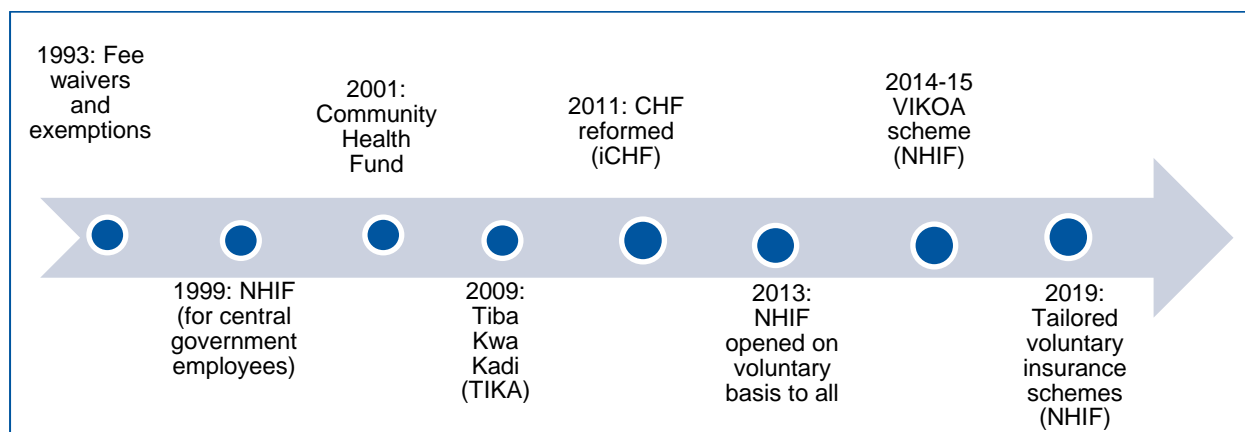 1993: Fee
waivers
and
exemptions
1999: NHIF
(for central
government
employees)
2001:
Community
Health
Fund
2009:
Tiba
Kwa
Kadi
(TIKA)
2011: CHF
reformed
(iCHF)
2013:
NHIF
opened on
voluntary
basis to all
2014-15
VIKOA
scheme
(NHIF)
2019:
Tailored
voluntary
insurance
schemes
(NHIF)